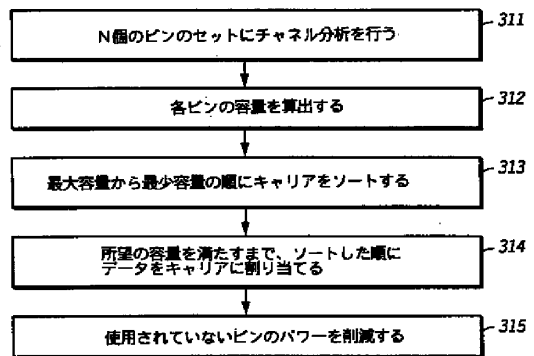 N個のビンのセットにチャネル分析を行う
311
各ビンの容量を算出する
312
最大容量から最少容量の順にキャリアをソートする
313
所望の容量を満たすまで、ソートした順に
データをキャリアに割り当てる
314
使用されていないビンのパワーを削減する
315